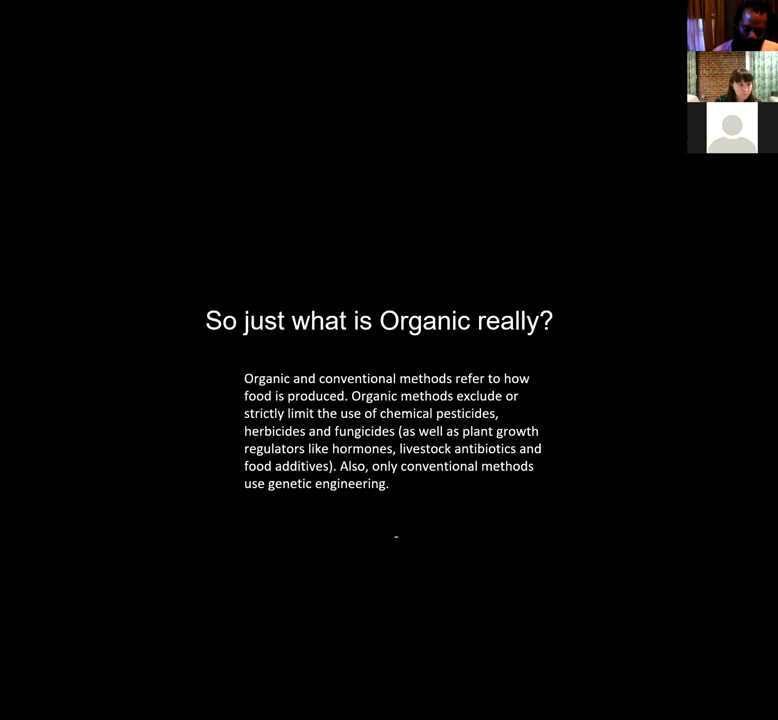 So just what is Organic really?
Organic and conventional methods refer to how
food is produced. Organic methods exclude or
strictly limit the use of chemical pesticides,
herbicides and fungicides (as well as plant growth
regulators like hormones, livestock antibiotics and
food additives). Also, only conventional methods
use genetic engineering.
-